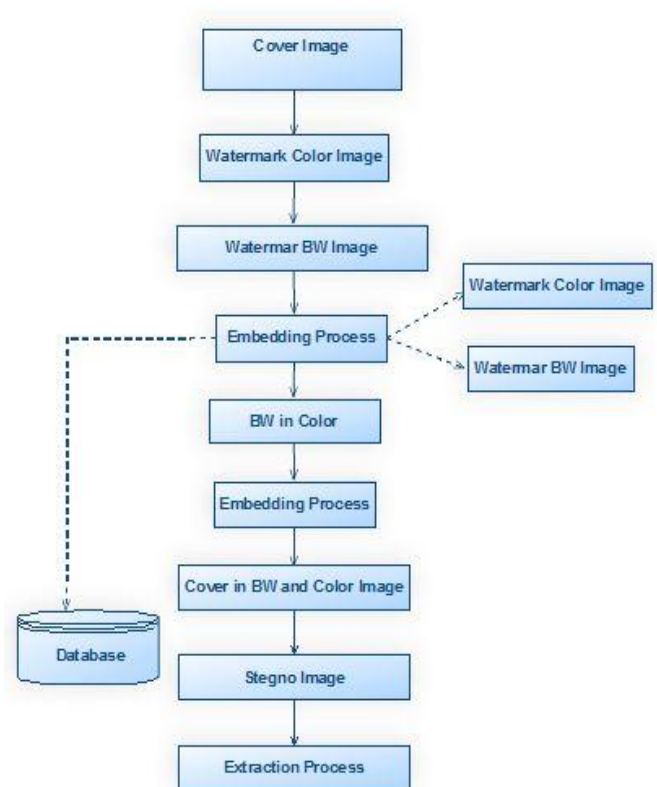 Cover Image
Watermark Color Image
Watermar BW Image
Watermark Color Image
Embedding Process
Watermar BW Image
BW in Color
Embedding Process
Cover in BW and Color Image
Database
Stegno Image
Extraction Process